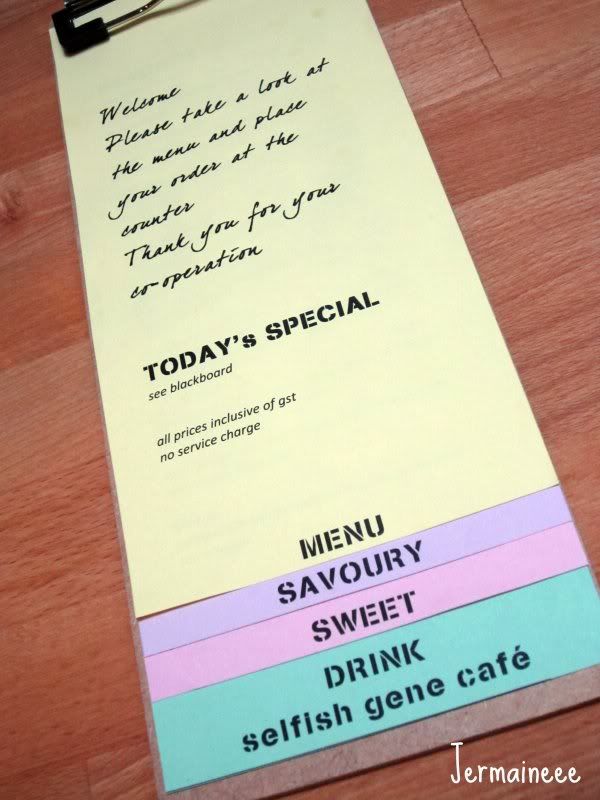 Welcome
Please take a look at
the menu and place
your order at the
counter
Thank you for your
co-operation
TODAY's SPECIAL
see blackboard
all prices inclusive of gst
no service charge
MENU
SAVOURY
SWEET
DRINK
selfish gene café
Jermaineee